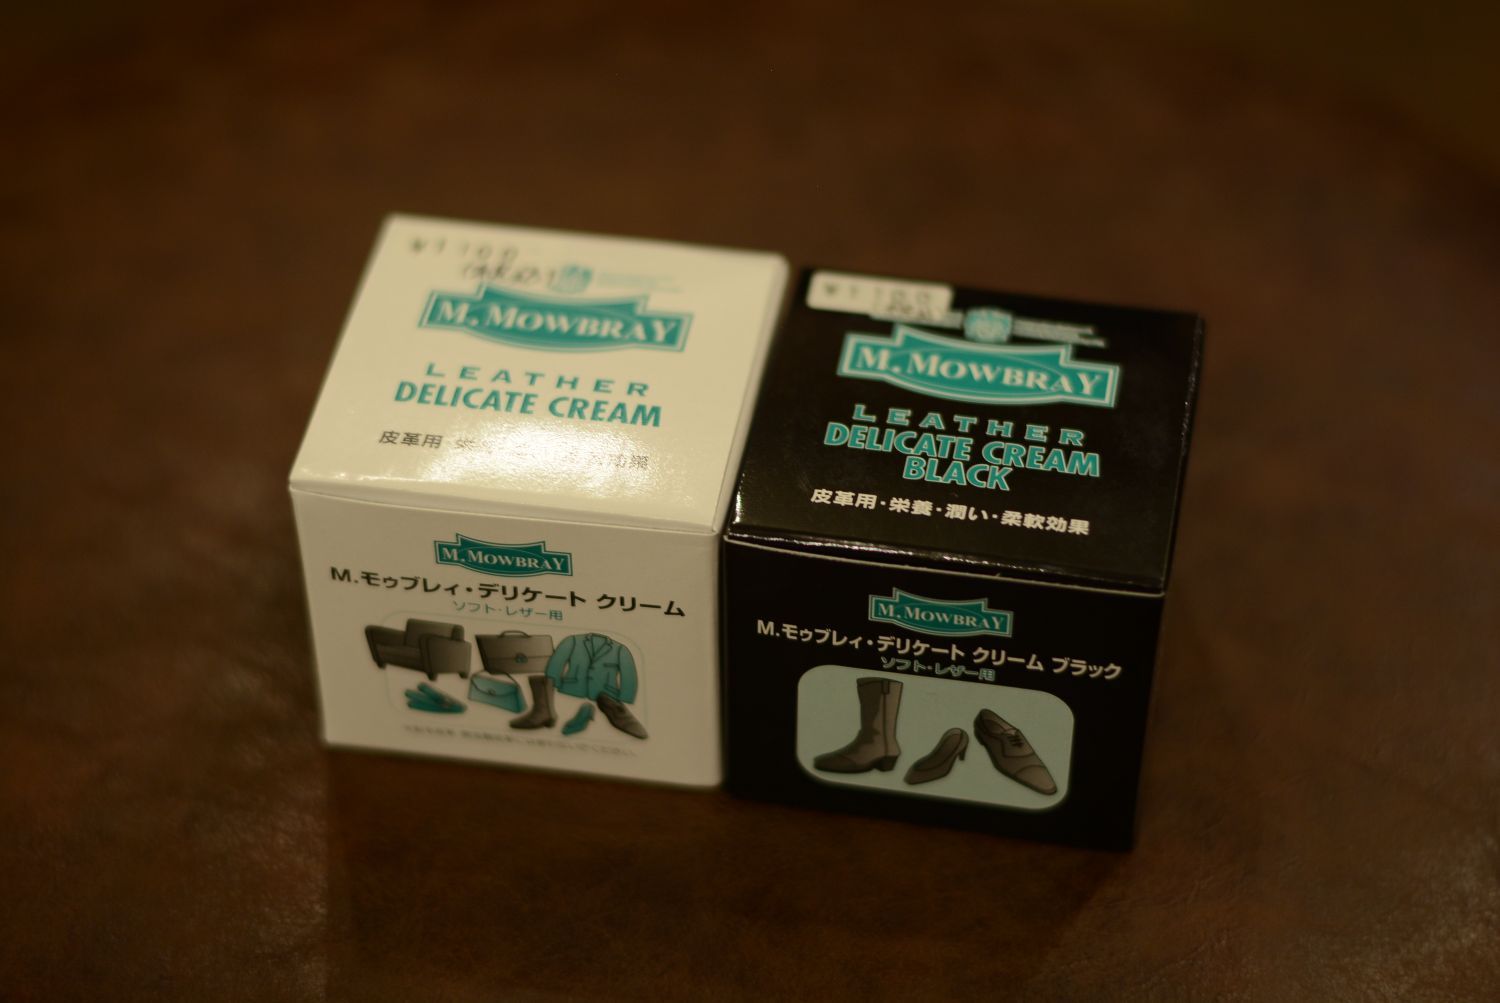 ¥1100
M. MOWBRAY
LEATHER
DELICATE CREAM
皮革用
M. MOWBRAY
M.モゥブレィ・デリケート クリーム
ソフト・レザー用
¥1100
M. MOWBRAY
LEATHER
DELICATE CREAM
BLACK
皮革用・栄養・潤い・柔軟効果
M. MOWBRAY
M.モゥブレィ・デリケート クリーム ブラック
ソフト・レザー用